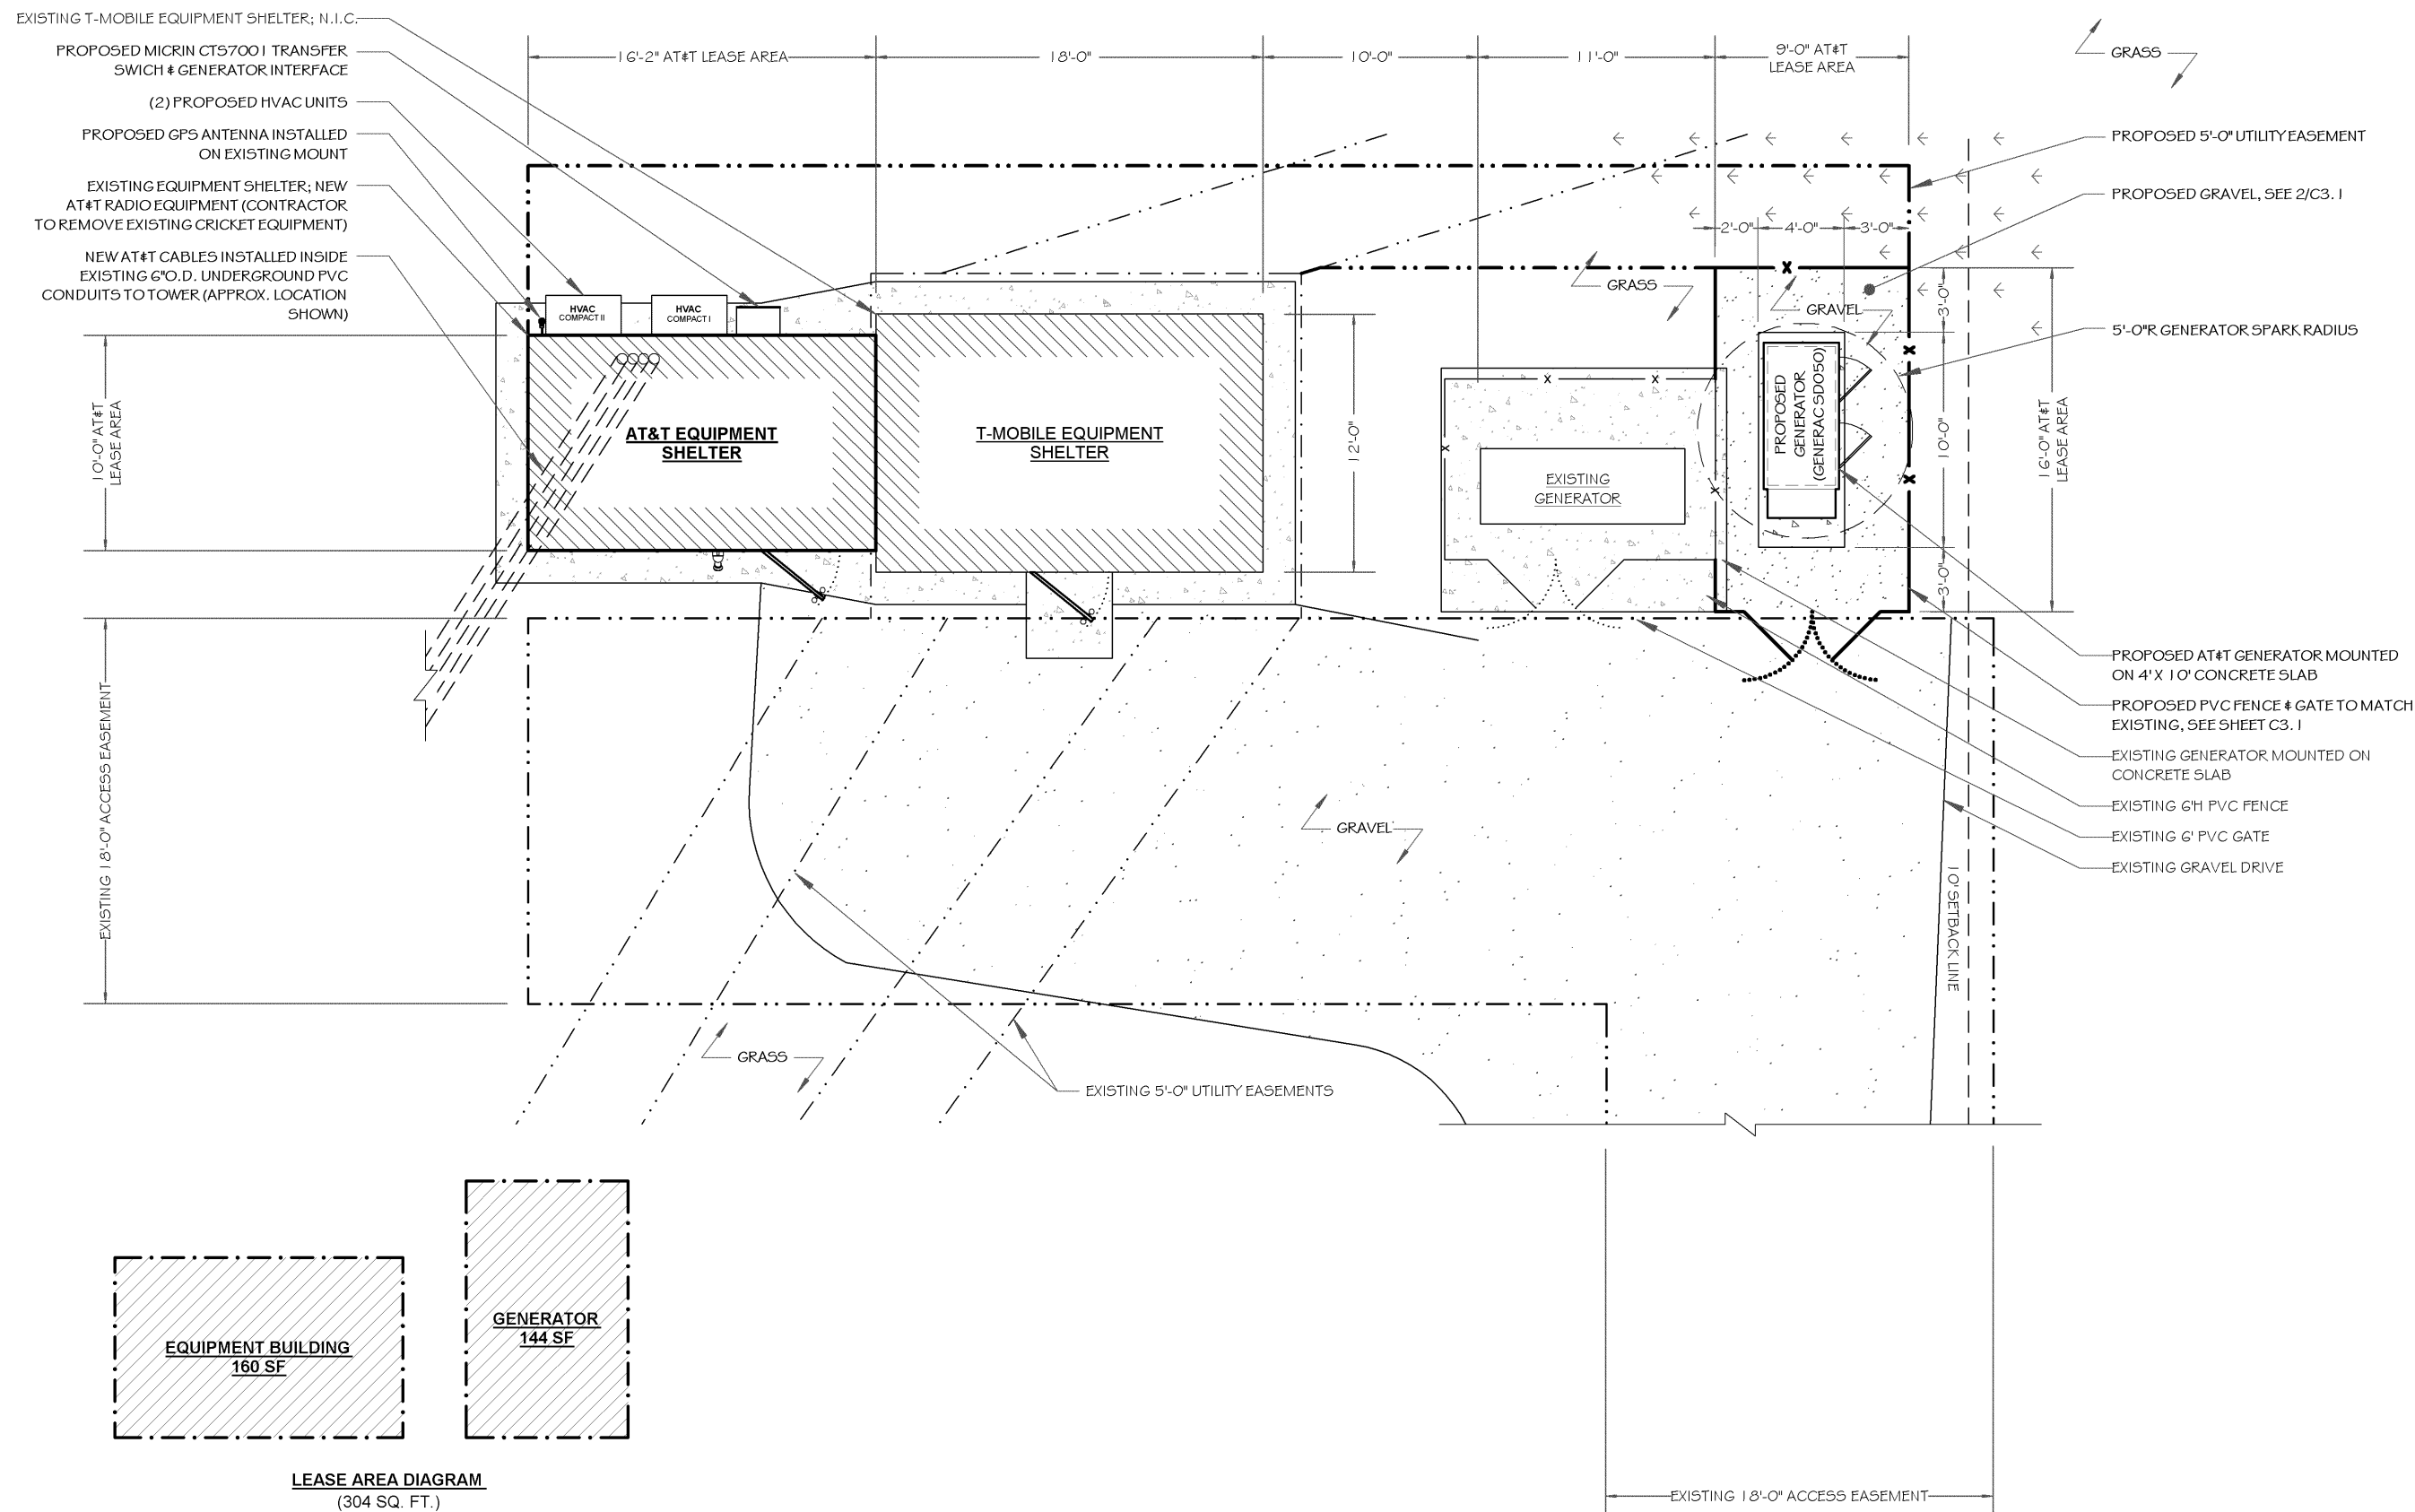 EXISTING T-MOBILE EQUIPMENT SHELTER; N.I.C.
PROPOSED MICRIN CTS7001 TRANSFER
SWICH & GENERATOR INTERFACE
(2) PROPOSED HVAC UNITS
PROPOSED GPS ANTENNA INSTALLED
ON EXISTING MOUNT
EXISTING EQUIPMENT SHELTER; NEW
AT&T RADIO EQUIPMENT (CONTRACTOR
TO REMOVE EXISTING CRICKET EQUIPMENT)
NEW AT&T CABLES INSTALLED INSIDE
EXISTING 6"O.D. UNDERGROUND PVC
CONDUITS TO TOWER (APPROX. LOCATION
SHOWN)
16'-2" AT&T LEASE AREA
18'-0"
10'-0"
11'-0"
9'-0" AT&T
LEASE AREA
GRASS
PROPOSED 5'-0" UTILITY EASEMENT
PROPOSED GRAVEL, SEE 2/C3.1
2'-0"
4'-0"
3'-0"
GRASS
GRAVEL
3'-0"
5'-0"R GENERATOR SPARK RADIUS
HVAC
COMPACT II
HVAC
COMPACT I
10'-0" AT&T
LEASE AREA
AT&T EQUIPMENT
SHELTER
T-MOBILE EQUIPMENT
SHELTER
12'-0"
EXISTING
GENERATOR
PROPOSED
GENERATOR
(GENERAC SD050)
10'-0"
3'-0"
16'-0" AT&T
LEASE AREA
PROPOSED AT&T GENERATOR MOUNTED
ON 4' X 10' CONCRETE SLAB
PROPOSED PVC FENCE & GATE TO MATCH
EXISTING, SEE SHEET C3.1
EXISTING GENERATOR MOUNTED ON
CONCRETE SLAB
EXISTING 6'H PVC FENCE
EXISTING 6' PVC GATE
EXISTING GRAVEL DRIVE
EXISTING 18'-0" ACCESS EASEMENT
GRAVEL
10' SETBACK LINE
GRASS
EXISTING 5'-0" UTILITY EASEMENTS
EQUIPMENT BUILDING
160 SF
GENERATOR
144 SF
LEASE AREA DIAGRAM
(304 SQ. FT.)
EXISTING 18'-0" ACCESS EASEMENT